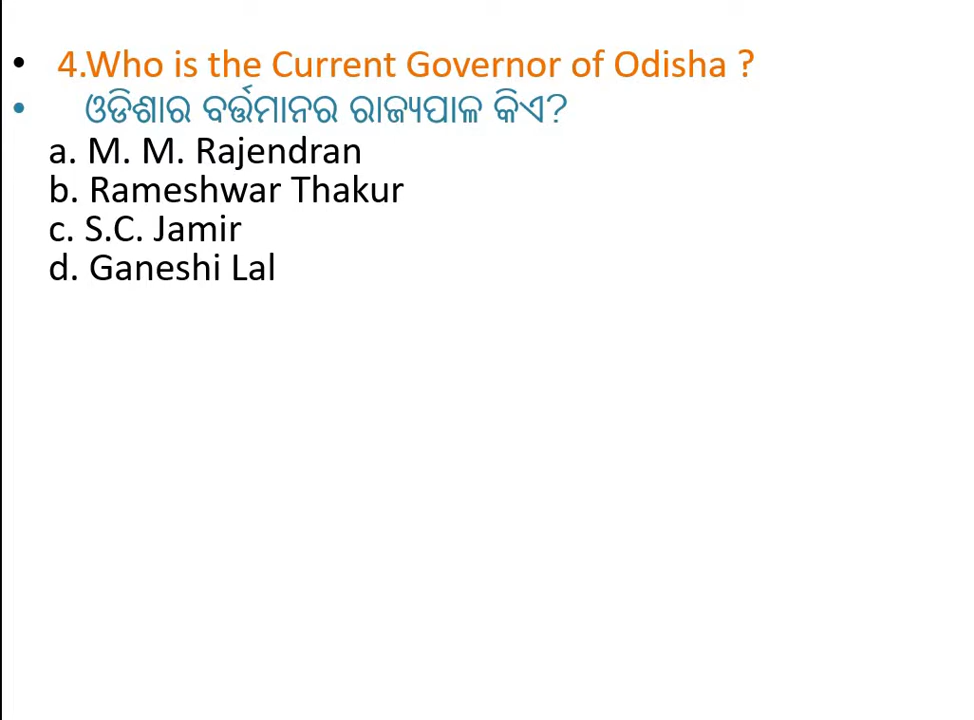 • 4.Who is the Current Governor of Odisha ?
• ଓଡିଶାର ବର୍ତ୍ତମାନର ରାଜ୍ୟପାଳ କିଏ?
a. M. M. Rajendran
b. Rameshwar Thakur
c. S.C. Jamir
d. Ganeshi Lal